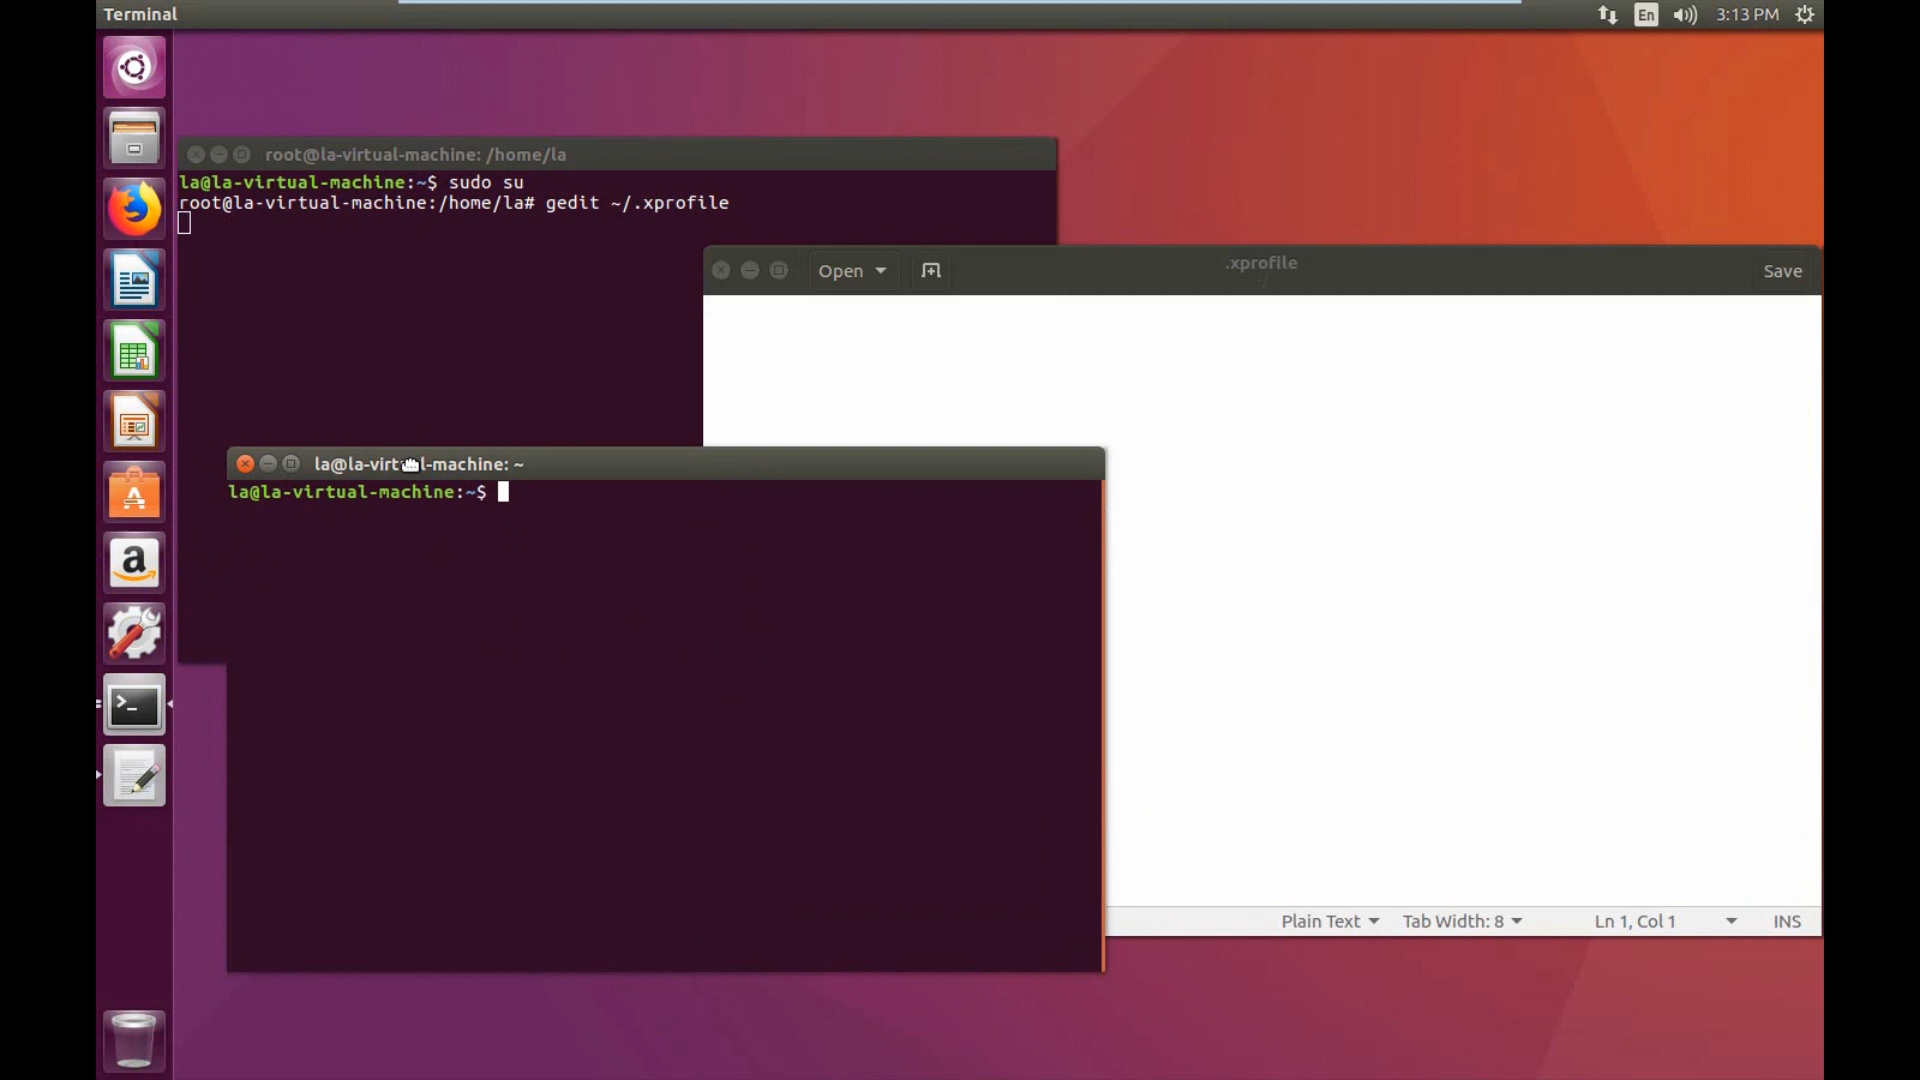 Terminal
En
3:13 PM
root@la-virtual-machine: /home/la
la@la-virtual-machine:~$ sudo su
root@la-virtual-machine:/home/la# gedit ~/.xprofile
Open
.xprofile
~/
Save
la@la-virtual-machine: ~
la@la-virtual-machine:~$
Plain Text
Tab Width: 8
Ln 1, Col 1
INS